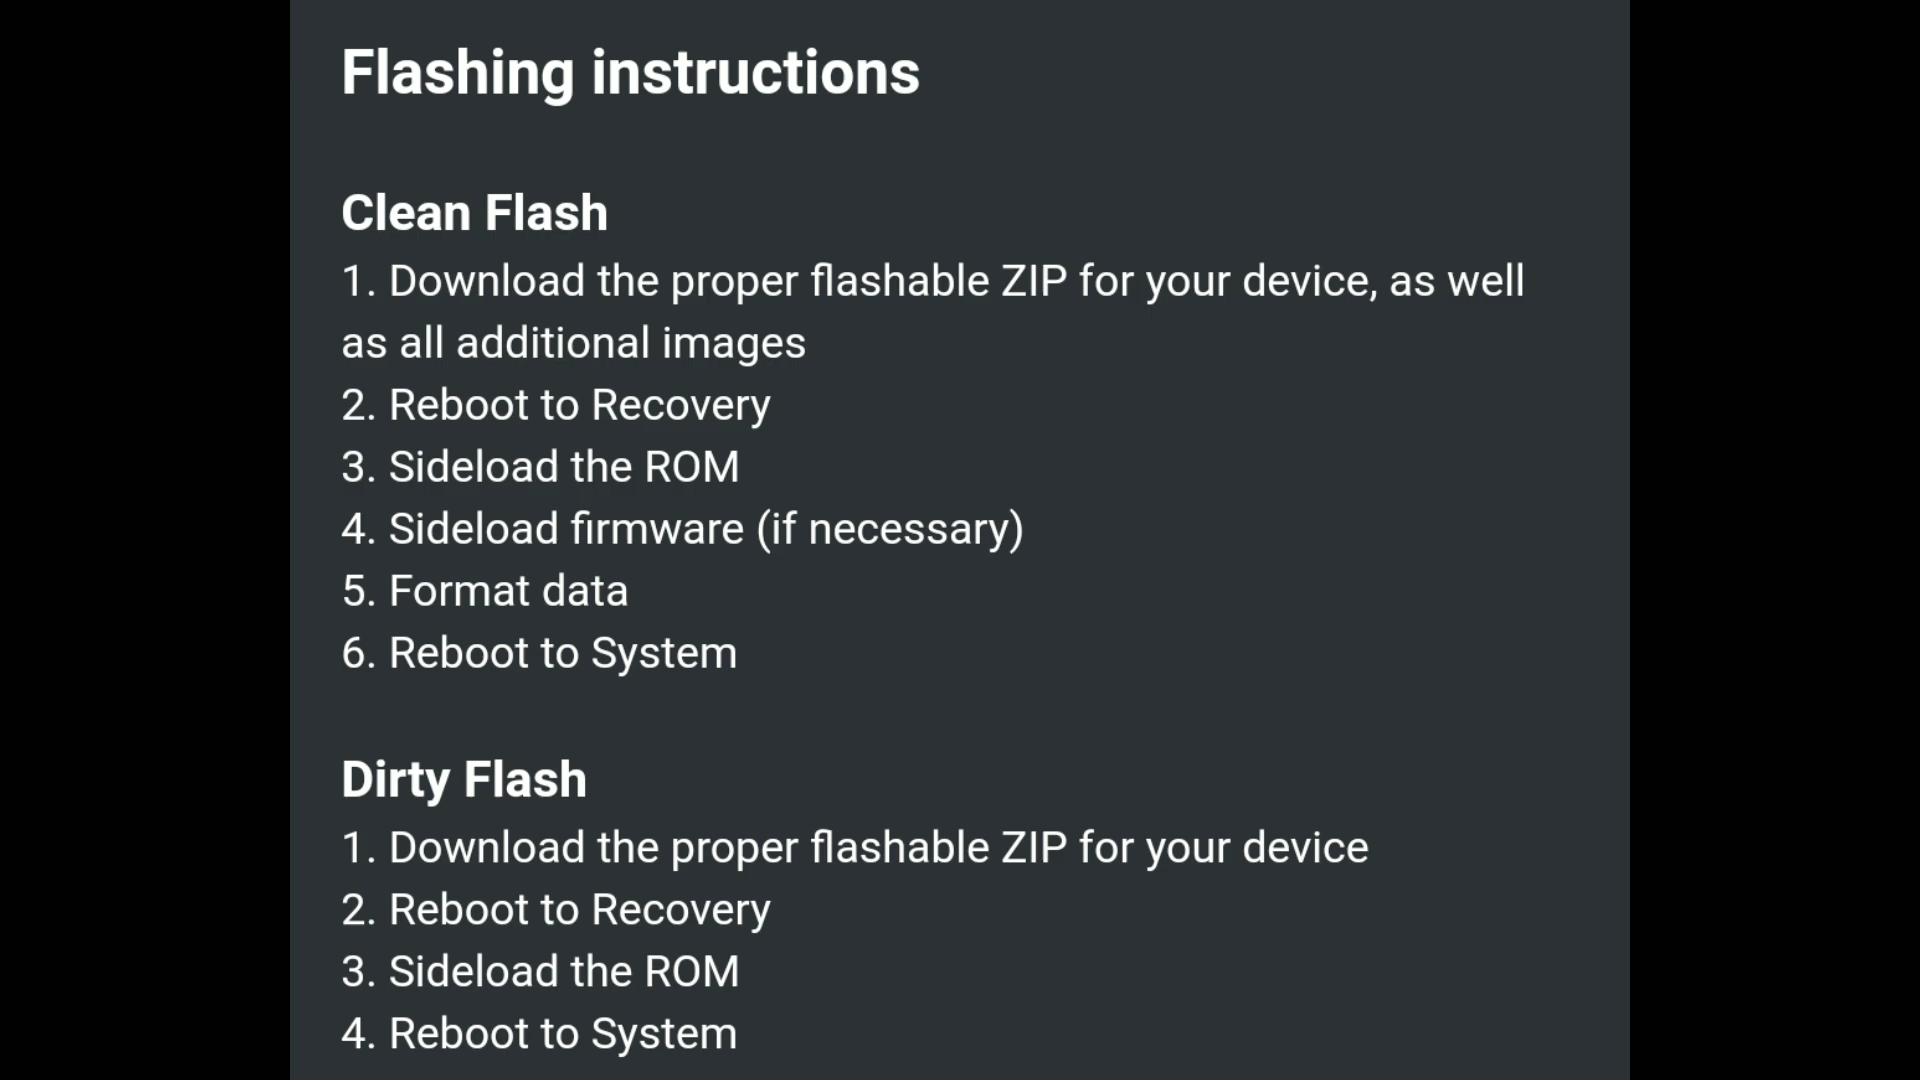 Flashing instructions
Clean Flash
1. Download the proper flashable ZIP for your device, as well
as all additional images
2. Reboot to Recovery
3. Sideload the ROM
4. Sideload firmware (if necessary)
5. Format data
6. Reboot to System
Dirty Flash
1. Download the proper flashable ZIP for your device
2. Reboot to Recovery
3. Sideload the ROM
4. Reboot to System